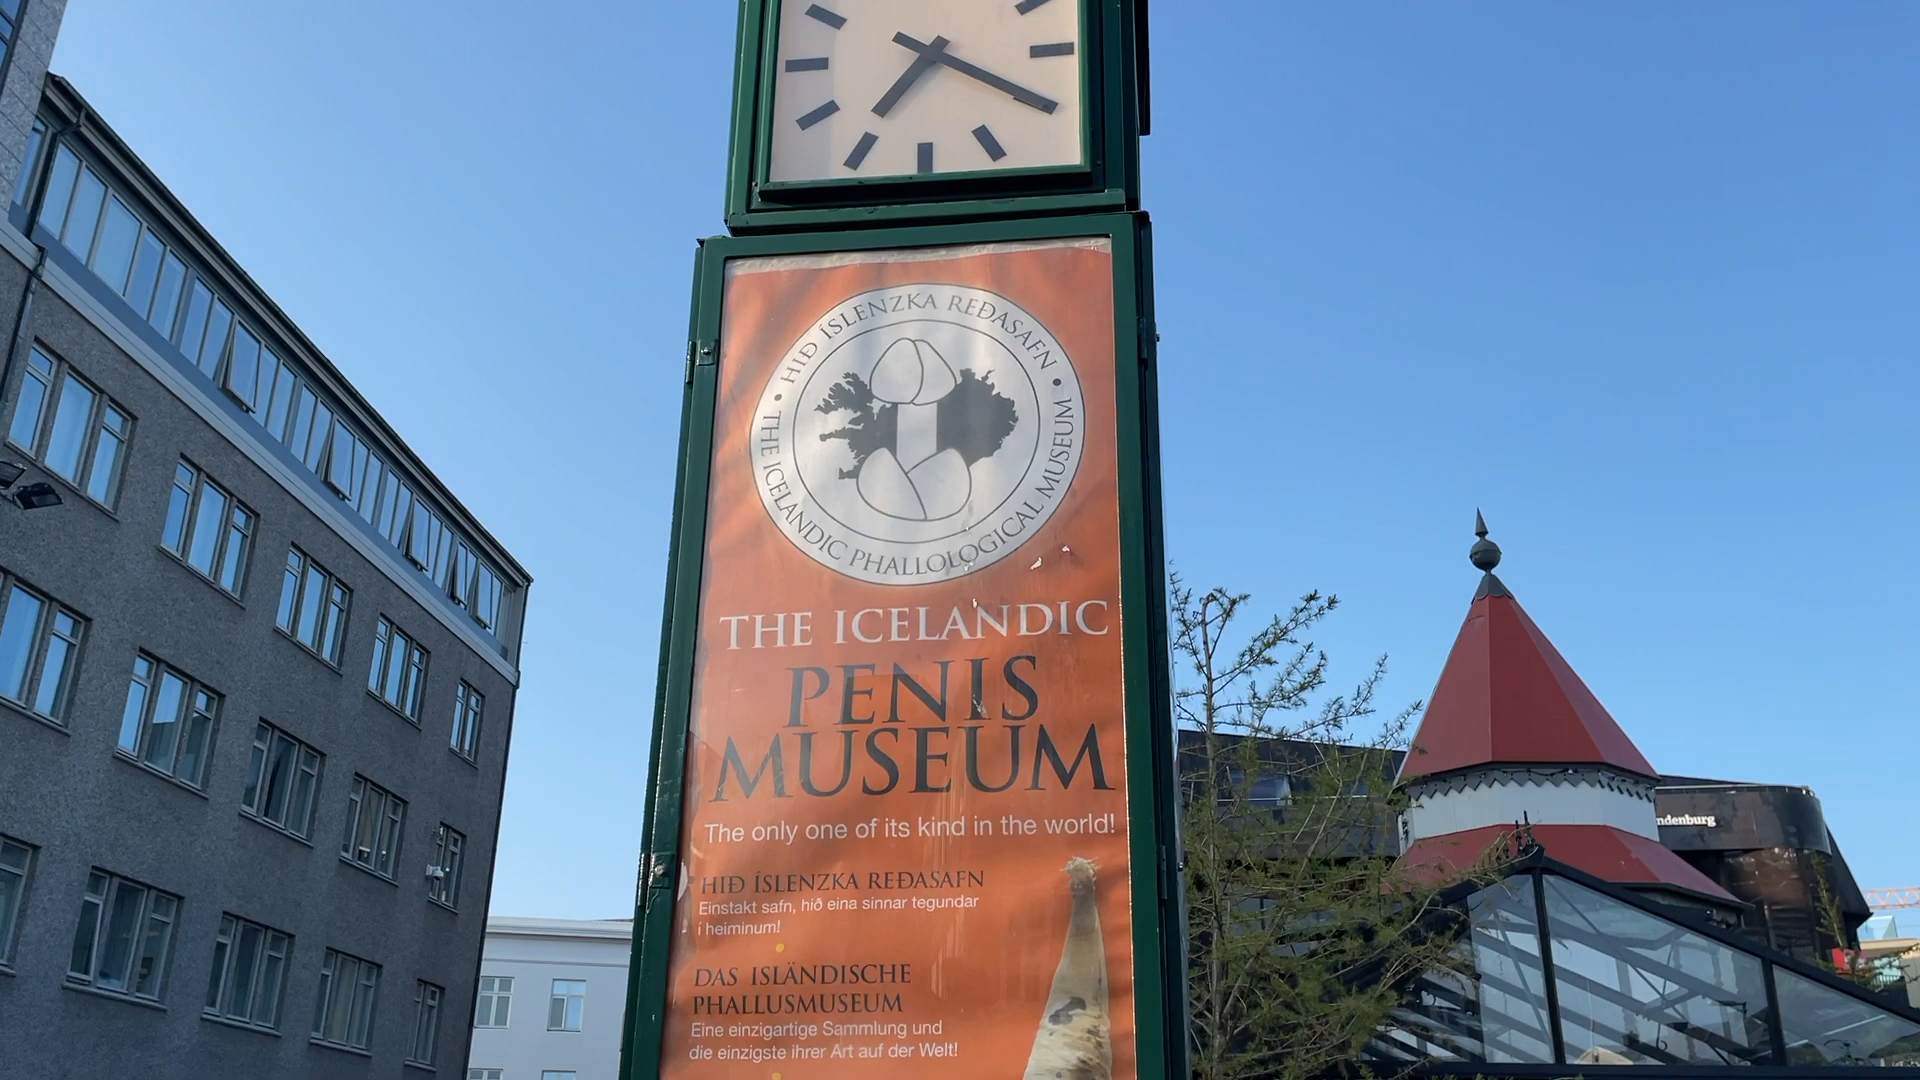 HIÐ ÍSLENZKA REÐASAFN
THE ICELANDIC PHALLOLOGICAL MUSEUM
THE ICELANDIC
PENIS
MUSEUM
The only one of its kind in the world!
HIÐ ÍSLENZKA REÐASAFN
Einstakt safn, hið eina sinnar tegundar
í heiminum!
DAS ISLÄNDISCHE
PHALLUSMUSEUM
Eine einzigartige Sammlung und
die einzigste ihrer Art auf der Welt!
ndenburg